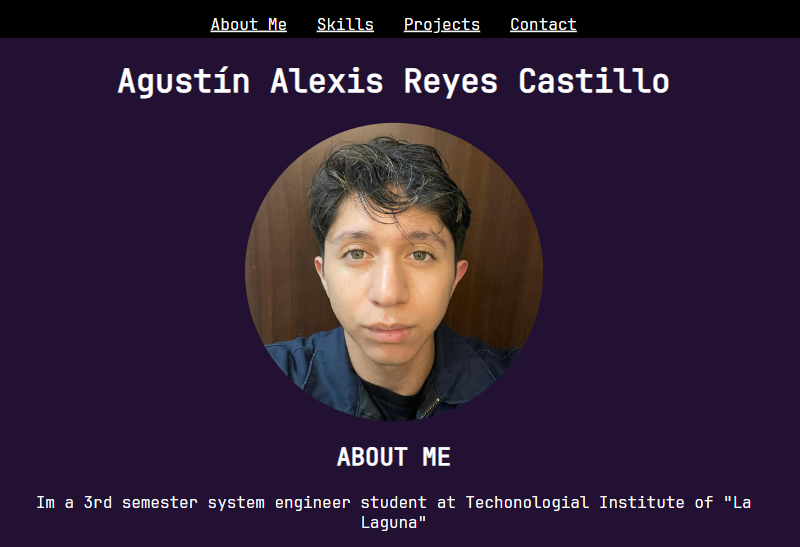 About Me Skills Projects Contact
Agustín Alexis Reyes Castillo
ABOUT ME
Im a 3rd semester system engineer student at Techonologial Institute of "La
Laguna"